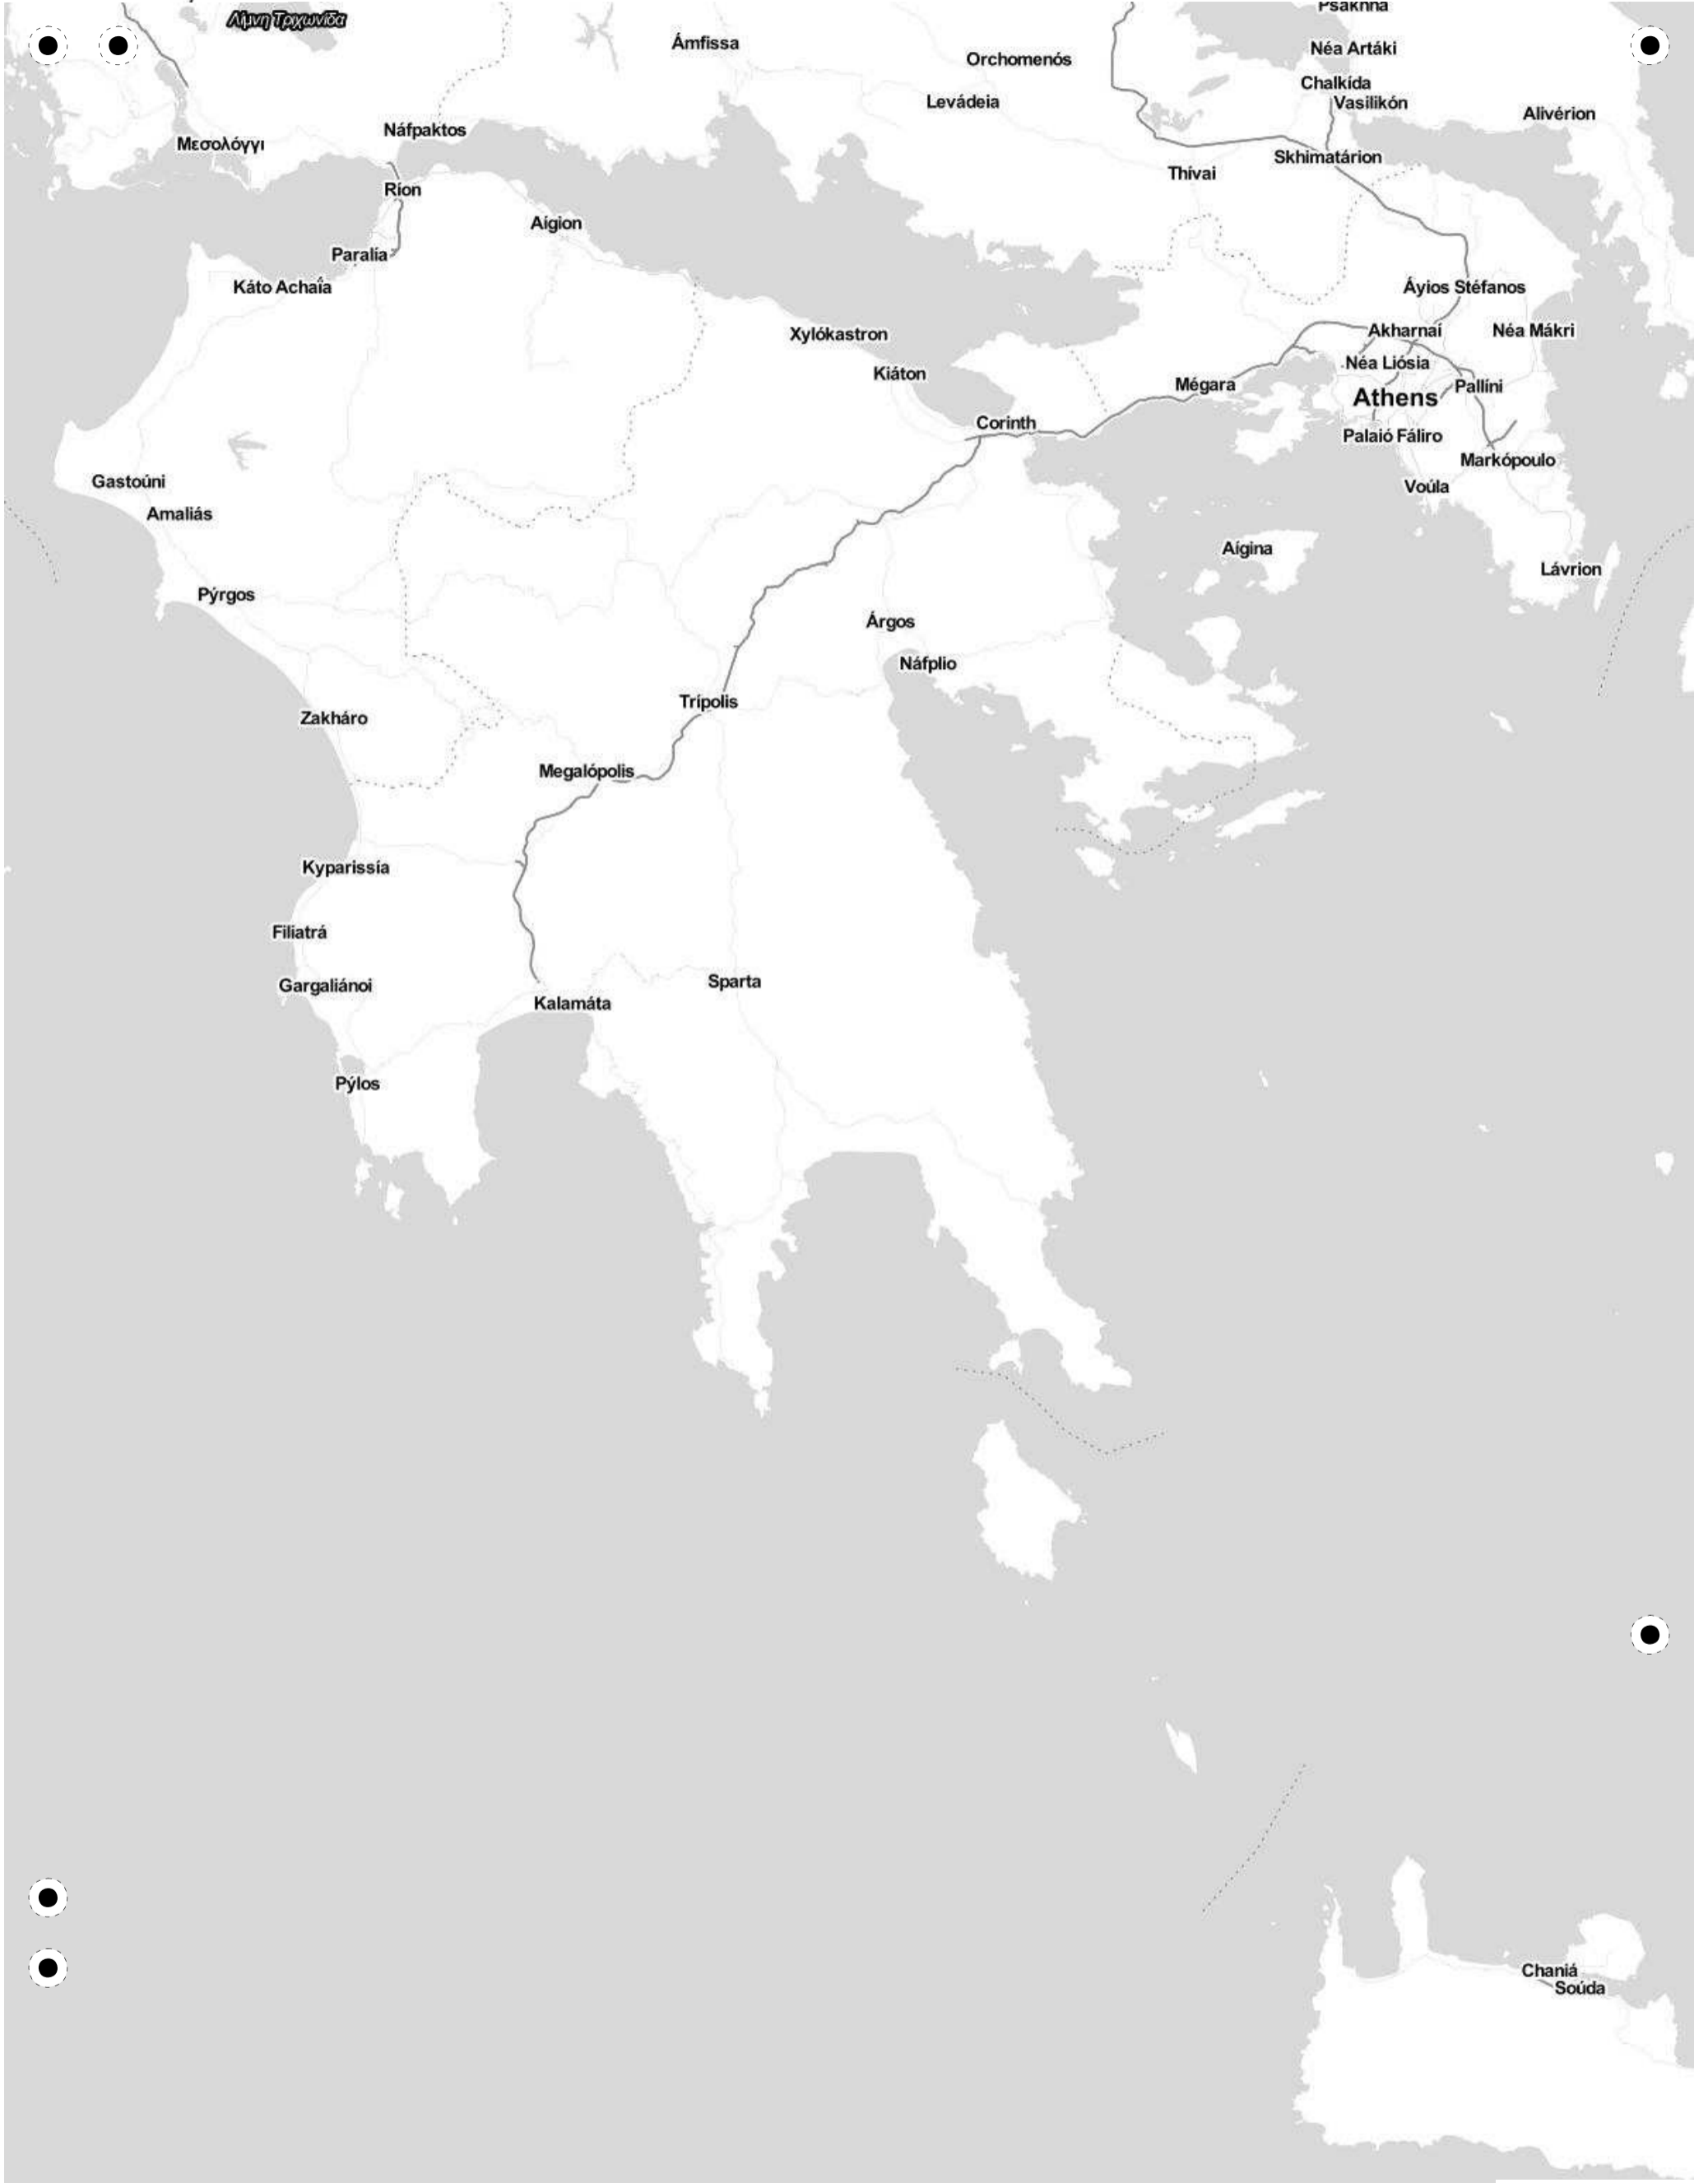 Psakhná
Λίμνη Τριχωνίδα
Ámfissa
Néa Artáki
Orchomenós
Chalkída
Levádeia
Vasilikón
Alivérion
Náfpaktos
Μεσολόγγι
Skhimatárion
Thívai
Ríon
Aígion
Paralía
Káto Achaḯa
Áyios Stéfanos
Xylókastron
Akharnaí
Néa Mákri
Néa Liósia
Kiáton
Mégara
Pallíni
Athens
Corinth
Palaió Fáliro
Markópoulo
Gastoúni
Voúla
Amaliás
Aígina
Lávrion
Pýrgos
Árgos
Náfplio
Trípolis
Zakháro
Megalópolis
Kyparissía
Filiatrá
Gargaliánoi
Sparta
Kalamáta
Pýlos
Chaniá
Soúda